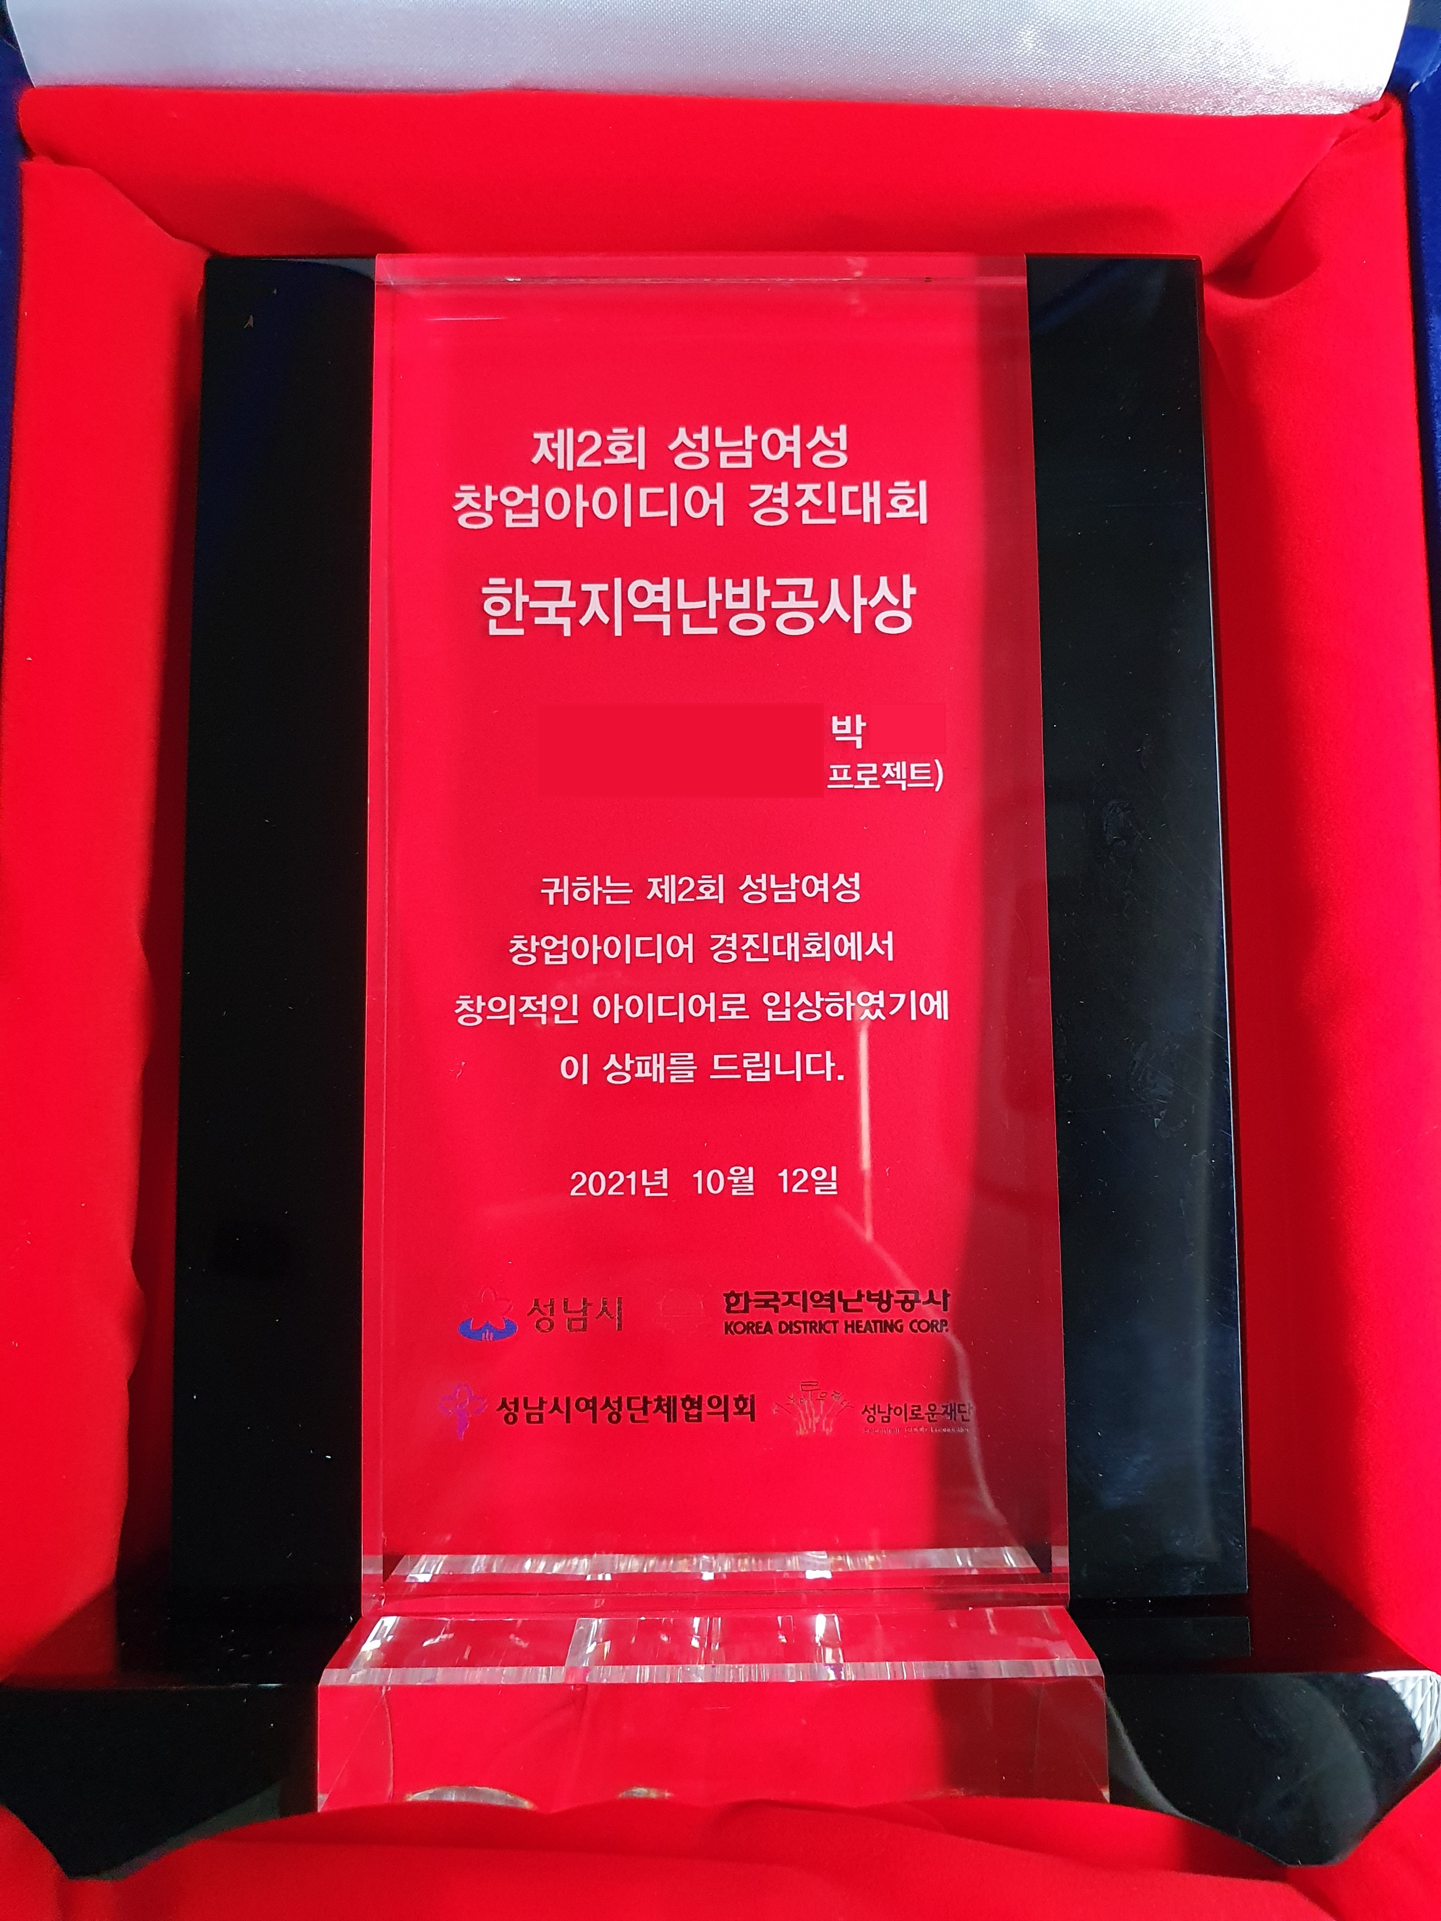 제2회 성남여성
창업아이디어 경진대회
한국지역난방공사상
박
프로젝트)
귀하는 제2회 성남여성
창업아이디어 경진대회에서
창의적인 아이디어로 입상하였기에
이 상패를 드립니다.
2021년 10월 12일
성남시
한국지역난방공사
KOREA DISTRICT HEATING CORP.
성남시여성단체협의회
성남이로운재단